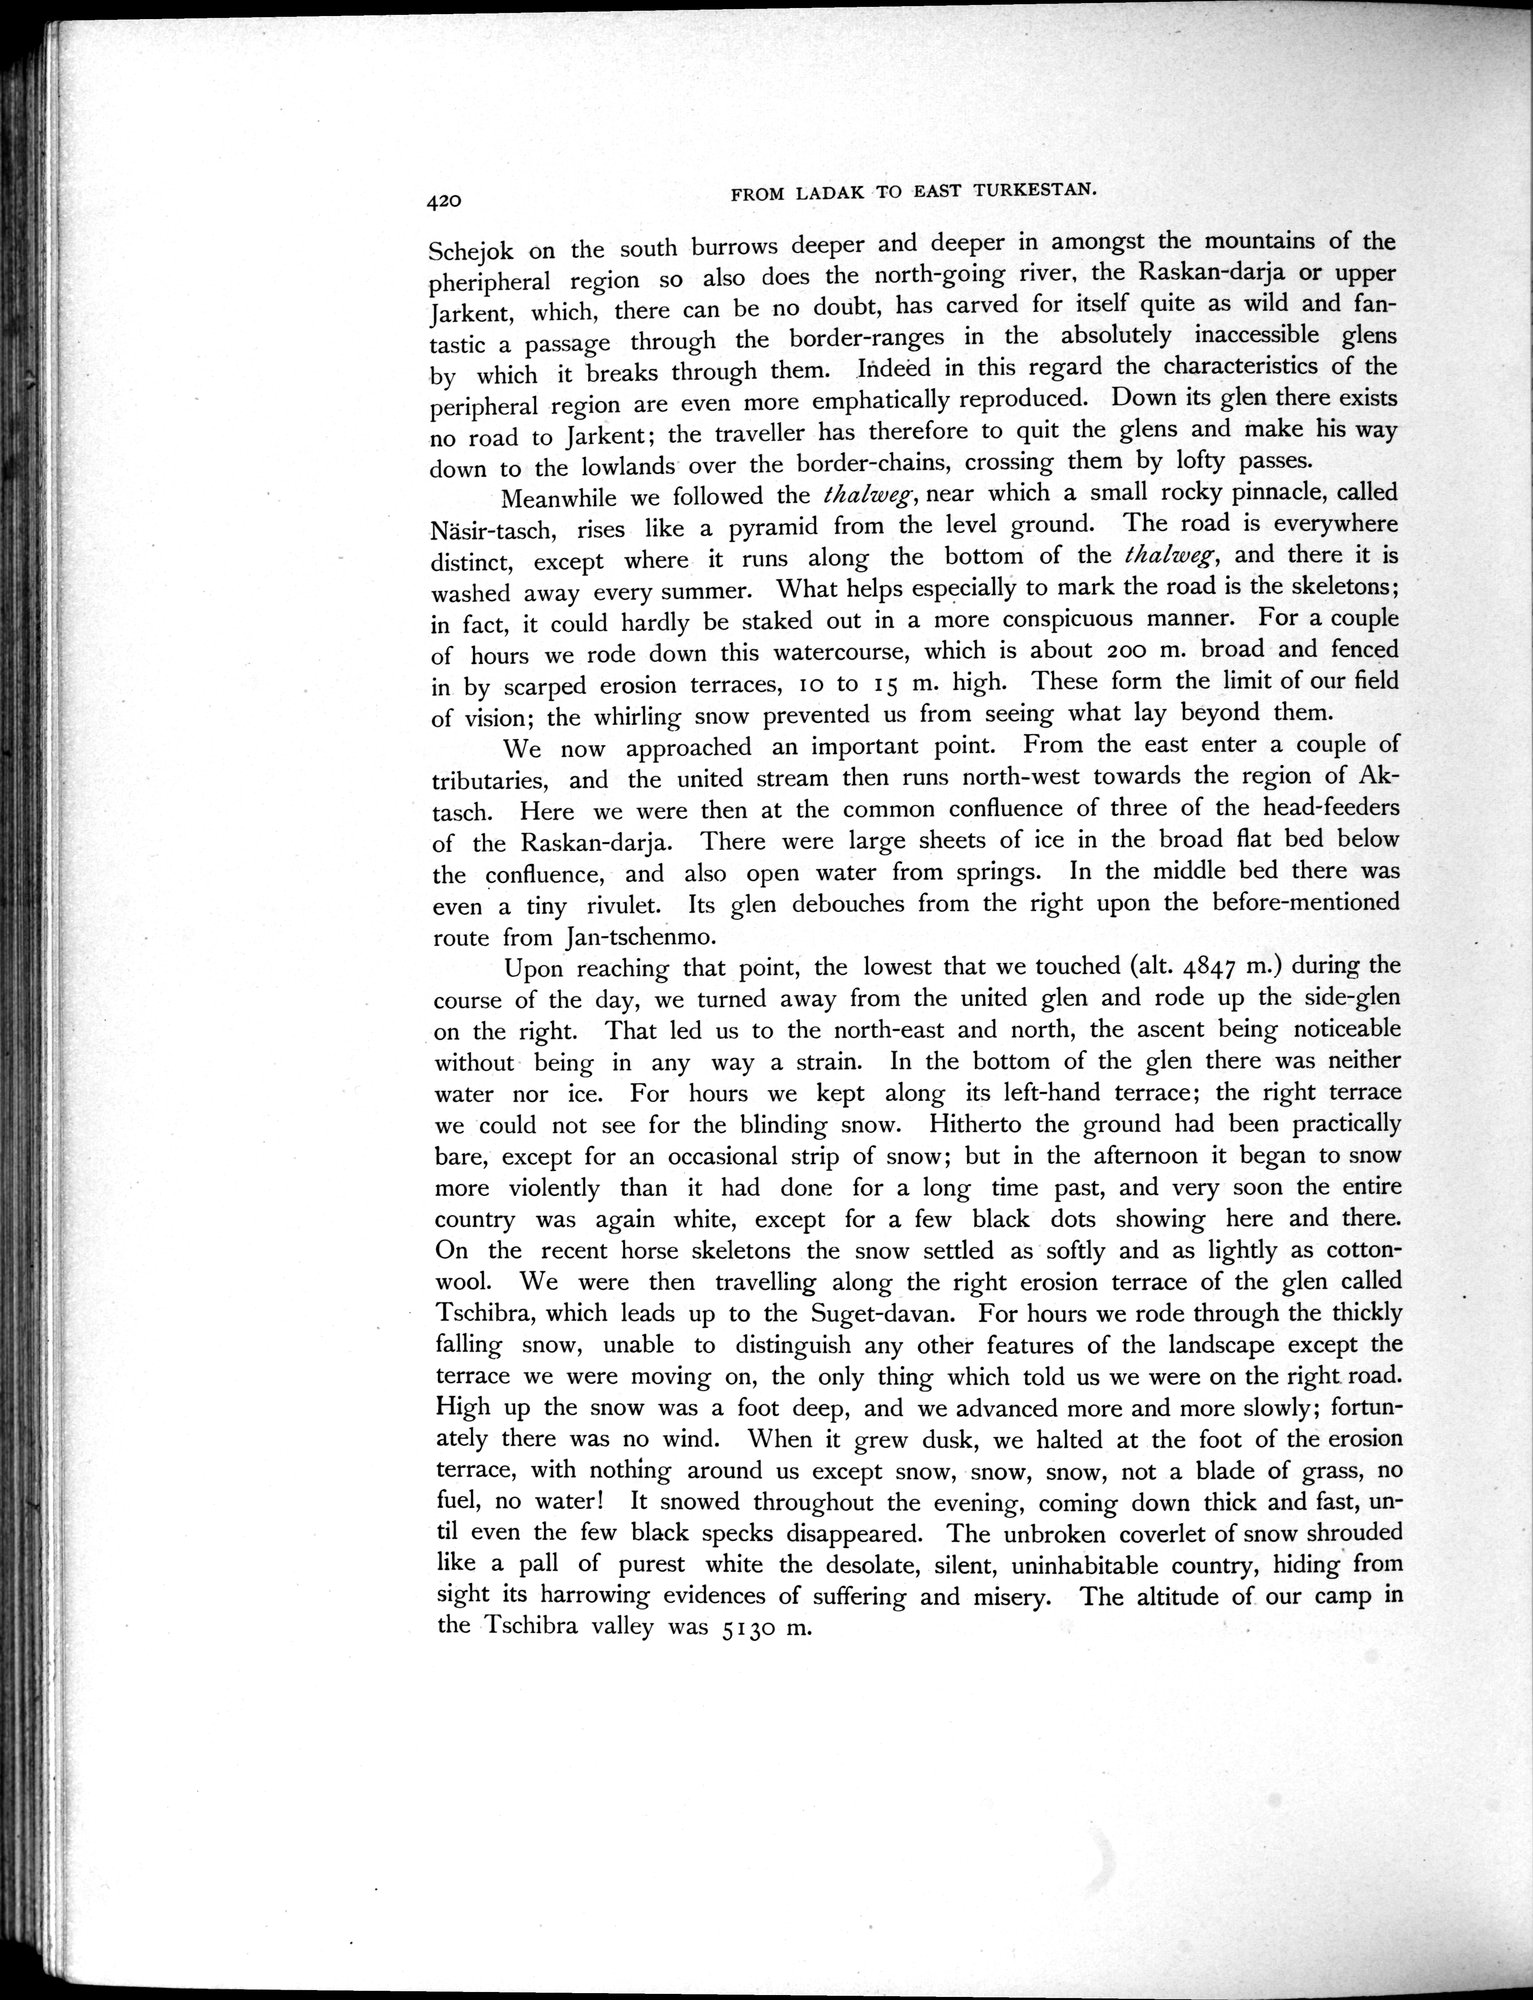 420
FROM LADAK TO EAST TURKESTAN.
Schejok on the south burrows deeper and deeper in amongst the mountains of the
pheripheral region so also does the north-going river, the Raskan-darja or upper
Jarkent, which, there can be no doubt, has carved for itself quite as wild and fan-
tastic a passage through the border-ranges in the absolutely inaccessible glens
by which it breaks through them. Indeed in this regard the characteristics of the
peripheral region are even more emphatically reproduced. Down its glen there exists
no road to Jarkent; the traveller has therefore to quit the glens and make his way
down to the lowlands over the border-chains, crossing them by lofty passes.
Meanwhile we followed the thalweg, near which a small rocky pinnacle, called
Näsir-tasch, rises like a pyramid from the level ground. The road is everywhere
distinct, except where it runs along the bottom of the thalweg, and there it is
washed away every summer. What helps especially to mark the road is the skeletons;
in fact, it could hardly be staked out in a more conspicuous manner. For a couple
of hours we rode down this watercourse, which is about 200 m. broad and fenced
in by scarped erosion terraces, 10 to 15 m. high. These form the limit of our field
of vision; the whirling snow prevented us from seeing what lay beyond them.
We now approached an important point. From the east enter a couple of
tributaries, and the united stream then runs north-west towards the region of Ak-
tasch. Here we were then at the common confluence of three of the head-feeders
of the Raskan-darja. There were large sheets of ice in the broad flat bed below
the confluence, and also open water from springs. In the middle bed there was
even a tiny rivulet. Its glen debouches from the right upon the before-mentioned
route from Jan-tschenmo.
Upon reaching that point, the lowest that we touched (alt. 4847 m.) during the
course of the day, we turned away from the united glen and rode up the side-glen
on the right. That led us to the north-east and north, the ascent being noticeable
without being in any way a strain. In the bottom of the glen there was neither
water nor ice. For hours we kept along its left-hand terrace; the right terrace
we could not see for the blinding snow. Hitherto the ground had been practically
bare, except for an occasional strip of snow; but in the afternoon it began to snow
more violently than it had done for a long time past, and very soon the entire
country was again white, except for a few black dots showing here and there.
On the recent horse skeletons the snow settled as softly and as lightly as cotton-
wool. We were then travelling along the right erosion terrace of the glen called
Tschibra, which leads up to the Suget-davan. For hours we rode through the thickly
falling snow, unable to distinguish any other features of the landscape except the
terrace we were moving on, the only thing which told us we were on the right road.
High up the snow was a foot deep, and we advanced more and more slowly; fortun-
ately there was no wind. When it grew dusk, we halted at the foot of the erosion
terrace, with nothing around us except snow, snow, snow, not a blade of grass, no
fuel, no water! It snowed throughout the evening, coming down thick and fast, un-
til even the few black specks disappeared. The unbroken coverlet of snow shrouded
like a pall of purest white the desolate, silent, uninhabitable country, hiding from
sight its harrowing evidences of suffering and misery. The altitude of our camp in
the Tschibra valley was 5130 m.